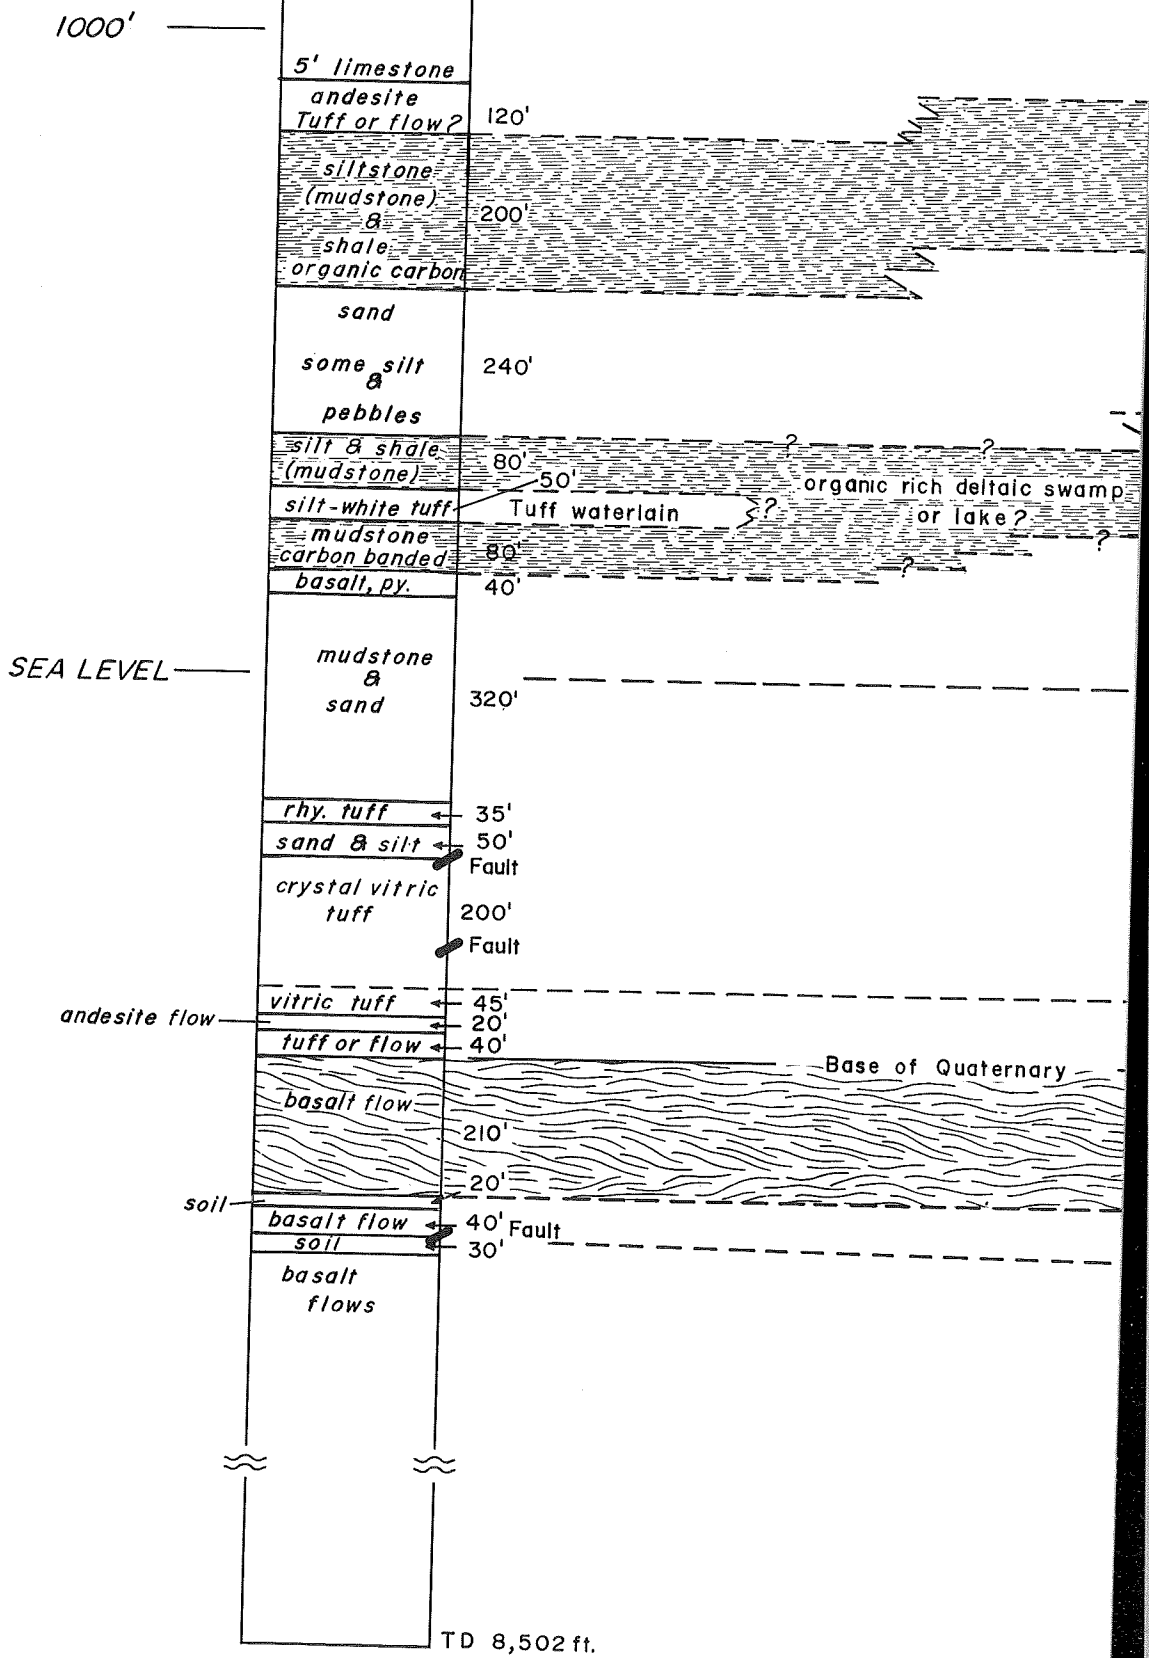 1000'
5' limestone
andesite
Tuff or flow?
120'
siltstone
(mudstone)
&
shale
organic carbon
200'
sand
some silt
&
pebbles
240'
silt & shale
(mudstone)
80'
50'
silt-white tuff
Tuff waterlain
?
?
?
organic rich deltaic swamp
or lake?
?
?
mudstone
carbon banded
80'
basalt, py.
40'
SEA LEVEL
mudstone
&
sand
320'
rhy. tuff
35'
sand & silt
50'
Fault
crystal vitric
tuff
200'
Fault
vitric tuff
45'
andesite flow
20'
tuff or flow
40'
Base of Quaternary
basalt flow
210'
20'
soil
basalt flow
40'
Fault
soil
30'
basalt
flows
TD 8,502 ft.